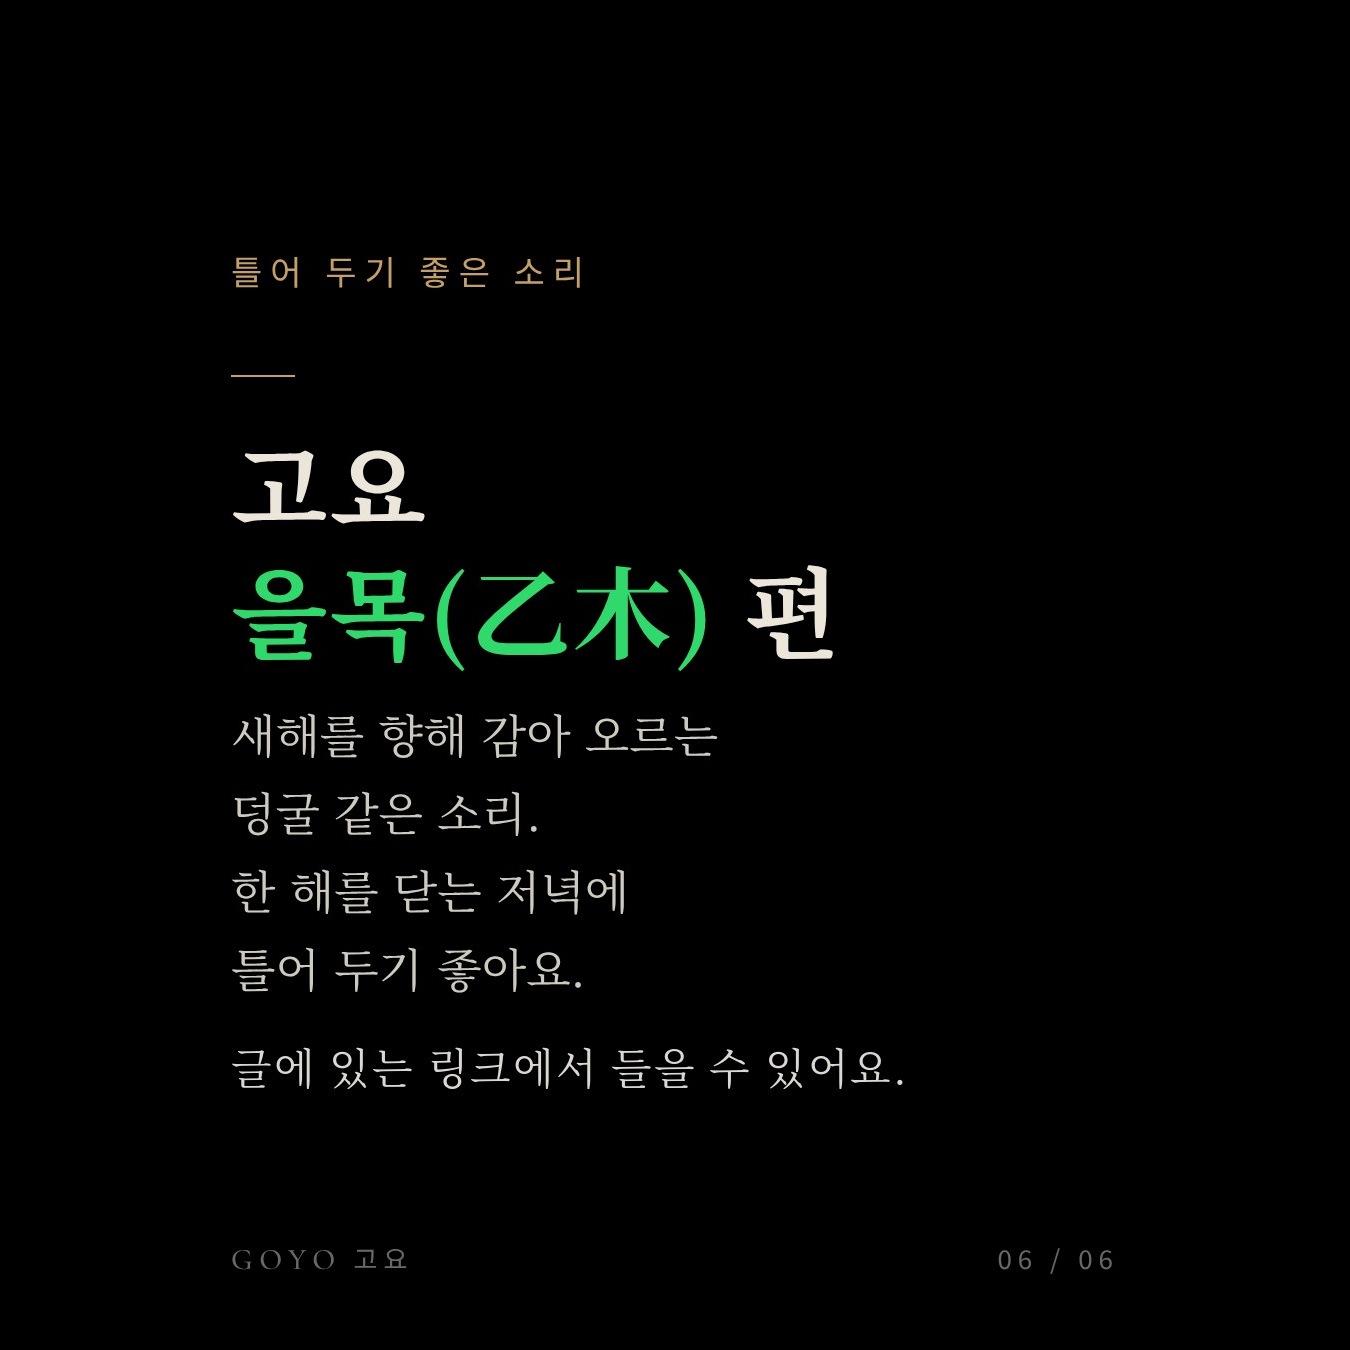 틀어 두기 좋은 소리
고요
을목(乙木) 편
새해를 향해 감아 오르는
덩굴 같은 소리.
한 해를 닫는 저녁에
틀어 두기 좋아요.
글에 있는 링크에서 들을 수 있어요.
GOYO 고요
06 / 06